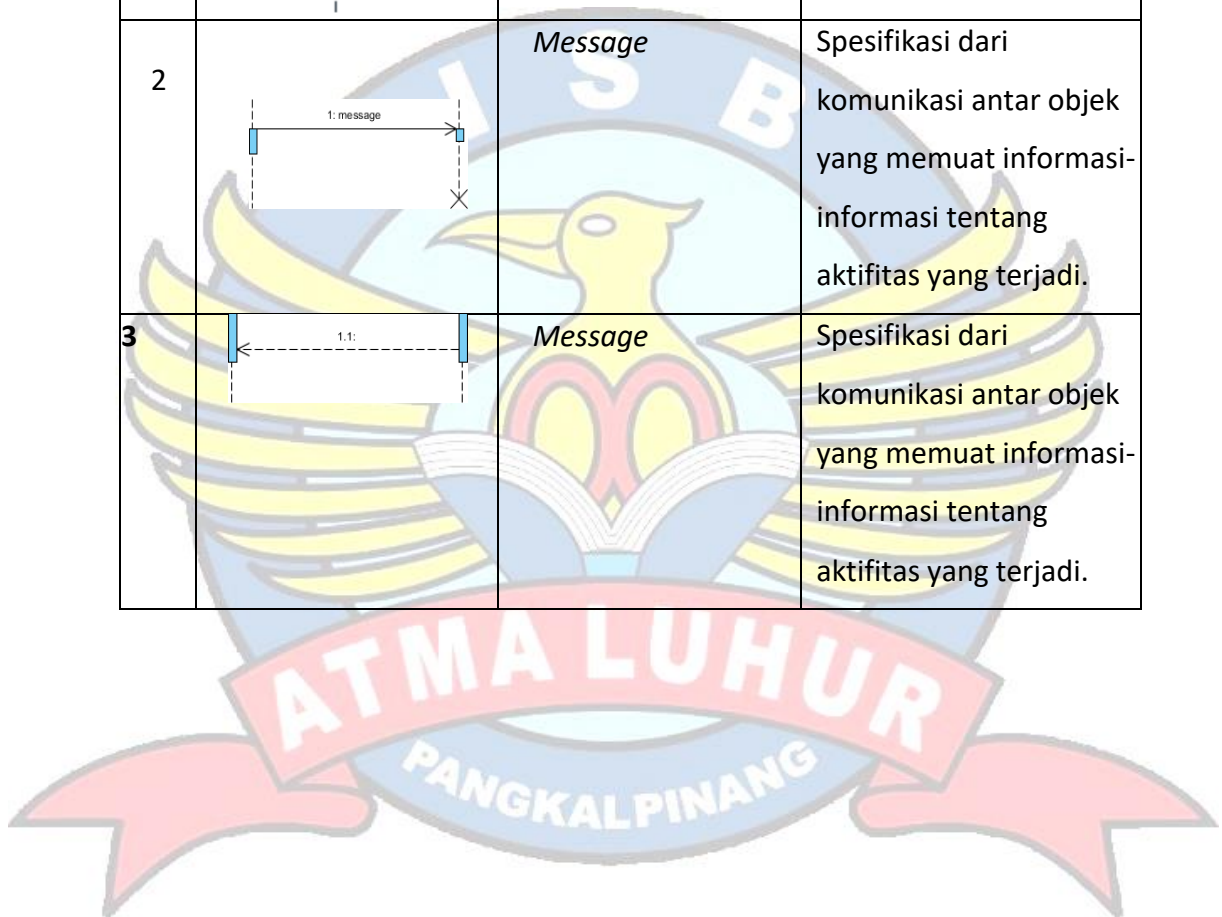 2
1: message
Message
Spesifikasi dari
komunikasi antar objek
yang memuat informasi-
informasi tentang
aktifitas yang terjadi.
3
1.1:
Message
Spesifikasi dari
komunikasi antar objek
yang memuat informasi-
informasi tentang
aktifitas yang terjadi.
I S B
ATMA LUHUR
PANGKALPINANG